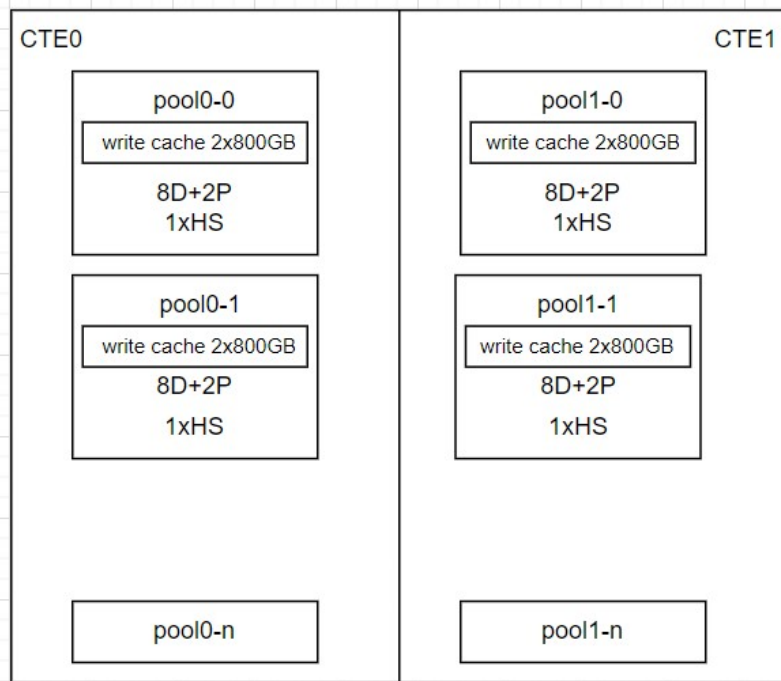 CTE0
pool0-0
write cache 2x800GB
8D+2P
1xHS
pool0-1
write cache 2x800GB
8D+2P
1xHS
pool0-n
CTE1
pool1-0
write cache 2x800GB
8D+2P
1xHS
pool1-1
write cache 2x800GB
8D+2P
1xHS
pool1-n